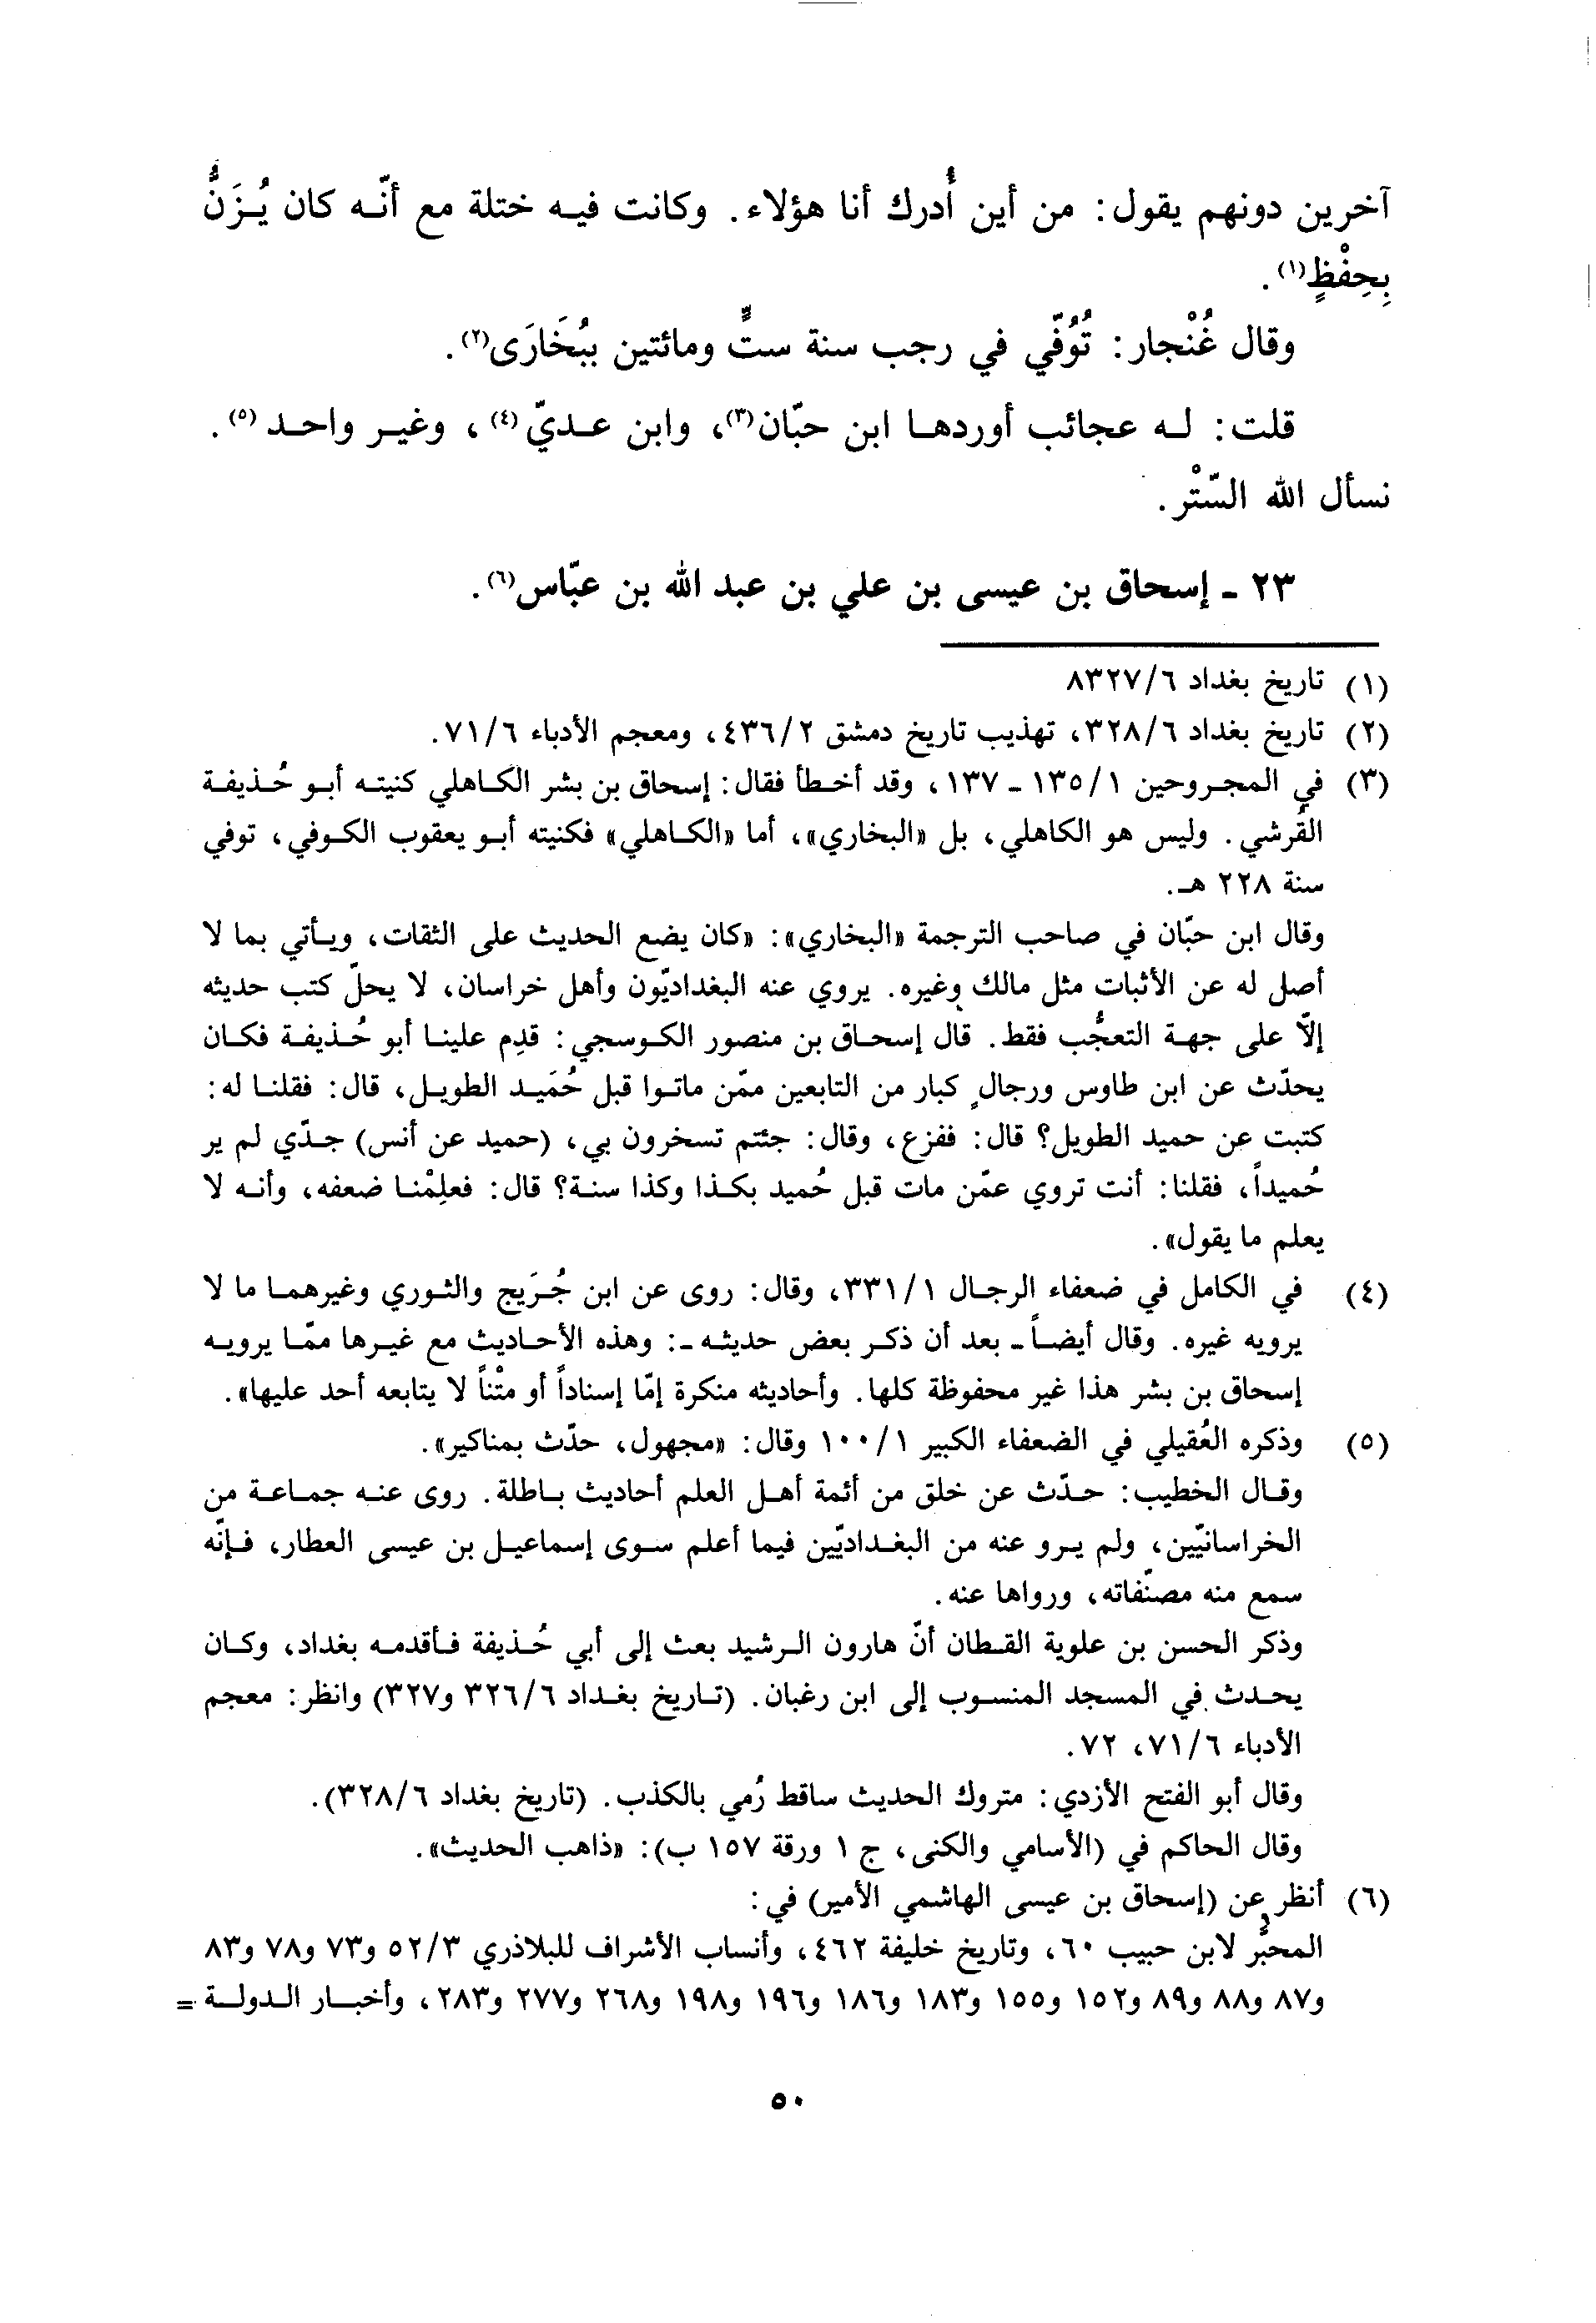 آخرين دونهم يقول: من أين أُدرك أنا هؤلاء. وكانت فيه ختلة مع أنّه كان يُزَنُّ
بِحِفْظٍ(١).
وقال غُنْجار: تُوُفّي في رجب سنة ستٍّ ومائتين ببُخَارَى(٢).
قلت: له عجائب أوردها ابن حبّان(٣)، وابن عديّ(٤)، وغير واحد(٥).
نسأل الله السّتْر.
٢٣ - إسحاق بن عيسى بن علي بن عبد الله بن عبّاس(٦).
(١) تاريخ بغداد ٨٣٢٧/٦
(٢) تاريخ بغداد ٣٢٨/٦، تهذيب تاريخ دمشق ٤٣٦/٢، ومعجم الأدباء ٧١/٦.
(٣) في المجروحين ١٣٥/١ - ١٣٧، وقد أخطأ فقال: إسحاق بن بشر الكاهلي كنيته أبو حُذيفة
القُرشي. وليس هو الكاهلي، بل «البخاري»، أما «الكاهلي» فكنيته أبو يعقوب الكوفي، توفي
سنة ٢٢٨ هـ.
وقال ابن حبّان في صاحب الترجمة «البخاري»: «كان يضع الحديث على الثقات، ويأتي بما لا
أصل له عن الأثبات مثل مالك وغيره. يروي عنه البغداديّون وأهل خراسان، لا يحلّ كتب حديثه
إلّا على جهة التعجُّب فقط. قال إسحاق بن منصور الكوسجي: قدِم علينا أبو حُذيفة فكان
يحدّث عن ابن طاوس ورجالٍ كبار من التابعين ممّن ماتوا قبل حُمَيد الطويل، قال: فقلنا له:
كتبت عن حميد الطويل؟ قال: ففزع، وقال: جئتم تسخرون بي، (حميد عن أنس) جدّي لم ير
حُميداً، فقلنا: أنت تروي عمّن مات قبل حُميد بكذا وكذا سنة؟ قال: فعلِمْنا ضعفه، وأنه لا
يعلم ما يقول».
(٤) في الكامل في ضعفاء الرجال ٣٣١/١، وقال: روى عن ابن جُرَيج والثوري وغيرهما ما لا
يرويه غيره. وقال أيضاً - بعد أن ذكر بعض حديثه -: وهذه الأحاديث مع غيرها ممّا يرويه
إسحاق بن بشر هذا غير محفوظة كلها. وأحاديثه منكرة إمّا إسناداً أو متْناً لا يتابعه أحد عليها».
(٥) وذكره العُقيلي في الضعفاء الكبير ١٠٠/١ وقال: «مجهول، حدّث بمناكير».
وقال الخطيب: حدّث عن خلق من أئمة أهل العلم أحاديث باطلة. روى عنه جماعة من
الخراسانيّين، ولم يرو عنه من البغداديّين فيما أعلم سوى إسماعيل بن عيسى العطار، فإنّه
سمع منه مصنّفاته، ورواها عنه.
وذكر الحسن بن علوية القطان أنّ هارون الرشيد بعث إلى أبي حُذيفة فأقدمه بغداد، وكان
يحدث في المسجد المنسوب إلى ابن رغبان. (تاريخ بغداد ٣٢٦/٦ و٣٢٧) وانظر: معجم
الأدباء ٧١/٦، ٧٢.
وقال أبو الفتح الأزدي: متروك الحديث ساقط رُمي بالكذب. (تاريخ بغداد ٣٢٨/٦).
وقال الحاكم في (الأسامي والكنى، ج ١ ورقة ١٥٧ ب): «ذاهب الحديث».
(٦) أنظر عن (إسحاق بن عيسى الهاشمي الأمير) في:
المحبَّر لابن حبيب ٦٠، وتاريخ خليفة ٤٦٢، وأنساب الأشراف للبلاذري ٥٢/٣ و٧٣ و٧٨ و٨٣
و٨٧ و٨٨ و٨٩ و١٥٢ و١٥٥ و١٨٣ و١٨٦ و١٩٦ و١٩٨ و٢٦٨ و٢٧٧ و٢٨٣، وأخبار الدولة =
٥٠